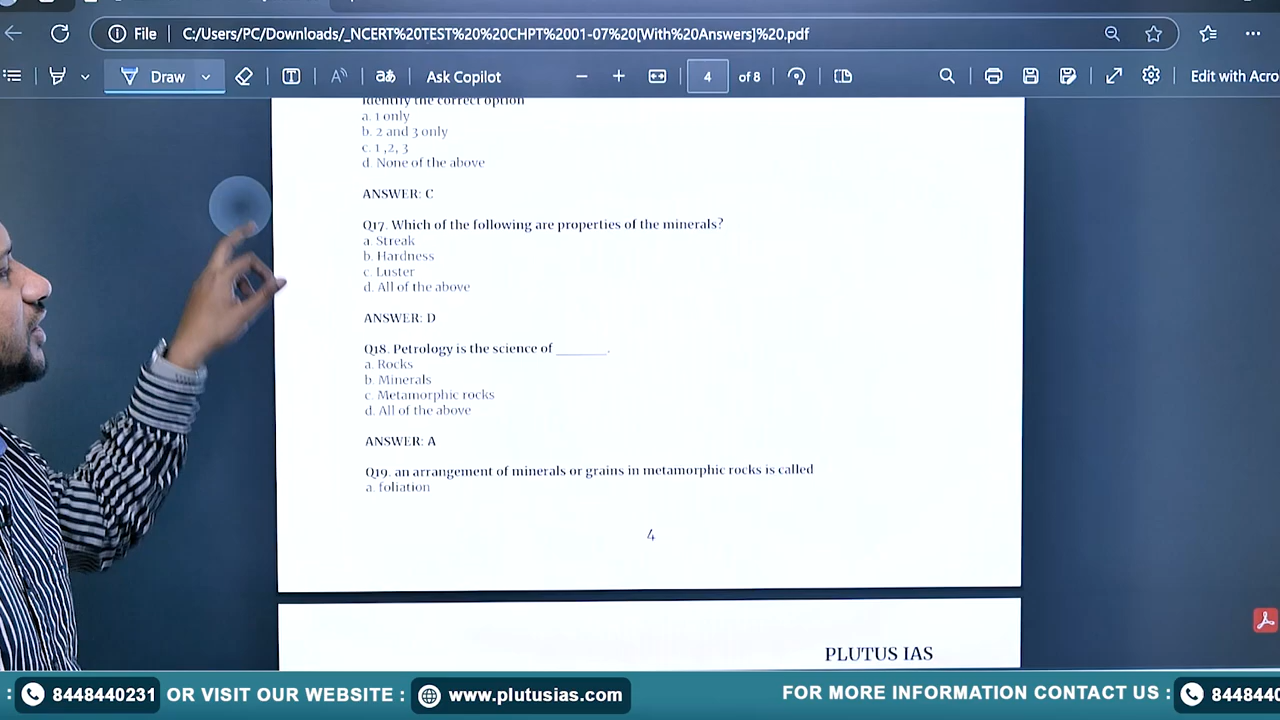 File C:/Users/PC/Downloads/_NCERT%20TEST%20%20CHPT%2001-07%20[With%20Answers]%20.pdf
Draw
Ask Copilot
4 of 8
Edit with Acro
Identify the correct option
a. 1 only
b. 2 and 3 only
c. 1 ,2, 3
d. None of the above
ANSWER: C
Q17. Which of the following are properties of the minerals?
a. Streak
b. Hardness
c. Luster
d. All of the above
ANSWER: D
Q18. Petrology is the science of _______.
a. Rocks
b. Minerals
c. Metamorphic rocks
d. All of the above
ANSWER: A
Q19. an arrangement of minerals or grains in metamorphic rocks is called
a. foliation
4
PLUTUS IAS
: 8448440231 OR VISIT OUR WEBSITE : www.plutusias.com FOR MORE INFORMATION CONTACT US : 844840